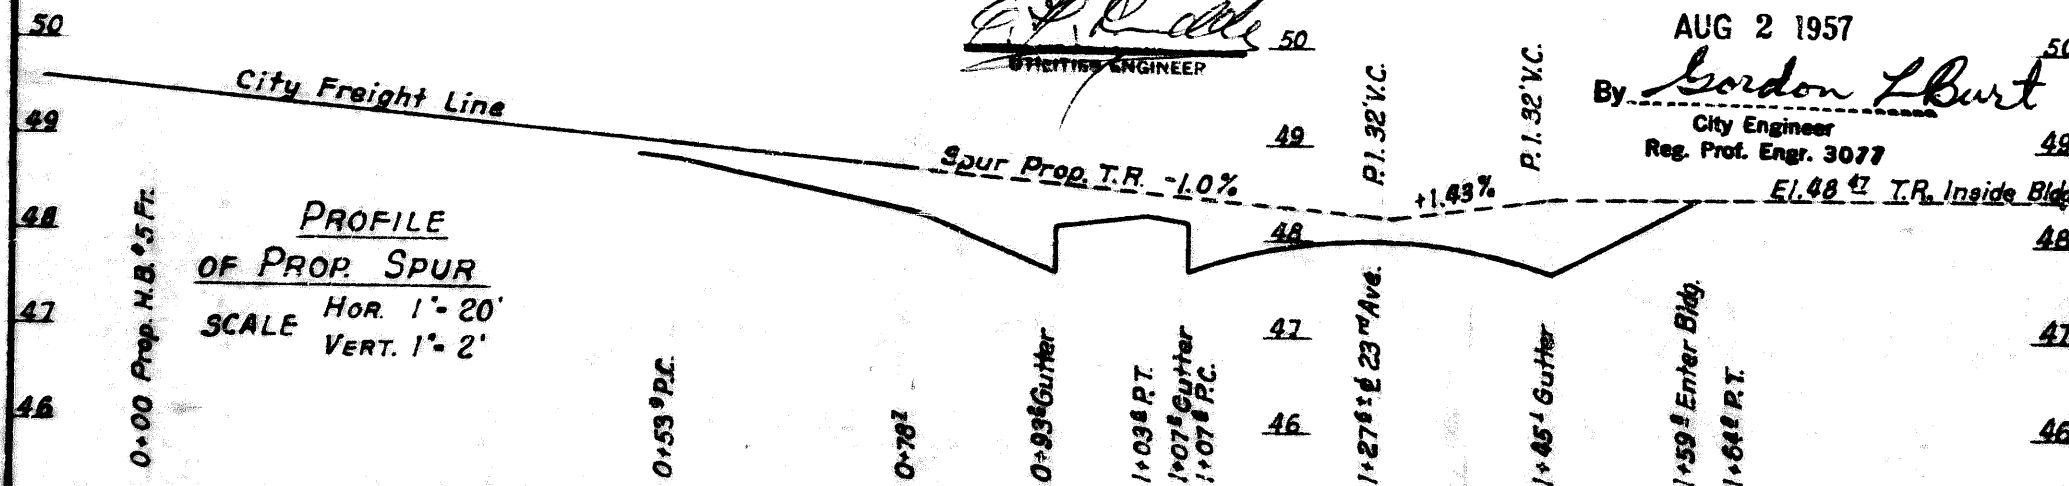 50
49
48
47
46
City Freight Line
PROFILE
OF PROP. SPUR
SCALE HOR. 1"- 20'
VERT. 1"- 2'
UTILITIES ENGINEER
Spur Prop. T.R. -1.0%
50
49
48
47
46
P.I. 32' V.C.
+1.43%
P.I. 32' V.C.
AUG 2 1957
By Gordon L Burt
City Engineer
Reg. Prof. Engr. 3077
El. 48 47 T.R. Inside Bldg
50
49
48
47
46
0+00 Prop. H.B. #5 Fr.
0+53 9 P.C.
0+78 2
0+93 8 Gutter
1+03 8 P.T.
1+07 8 Gutter
1+07 8 P.C.
1+27 6 ± ℄ 23rd Ave.
1+45 1 Gutter
1+59 8 Enter Bldg.
1+64 8 P.T.